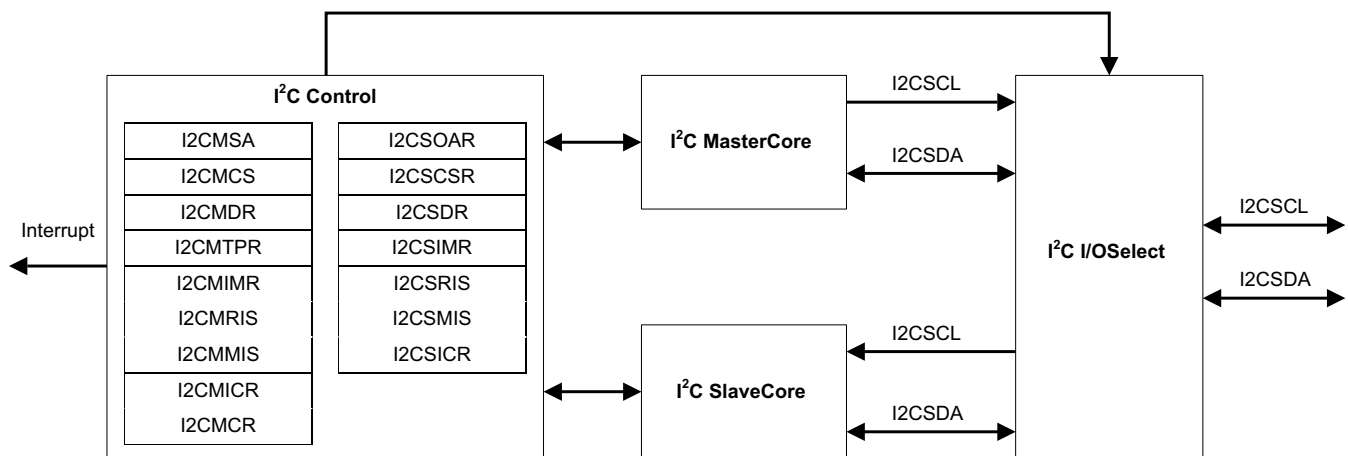 I²C Control
I2CMSA
I2CMCS
I2CMDR
I2CMTPR
I2CMIMR
I2CMRIS
I2CMMIS
I2CMICR
I2CMCR
I2CSOAR
I2CSCSR
I2CSDR
I2CSIMR
I2CSRIS
I2CSMIS
I2CSICR
Interrupt
I²C MasterCore
I2CSCL
I2CSDA
I²C SlaveCore
I2CSCL
I2CSDA
I²C I/OSelect
I2CSCL
I2CSDA